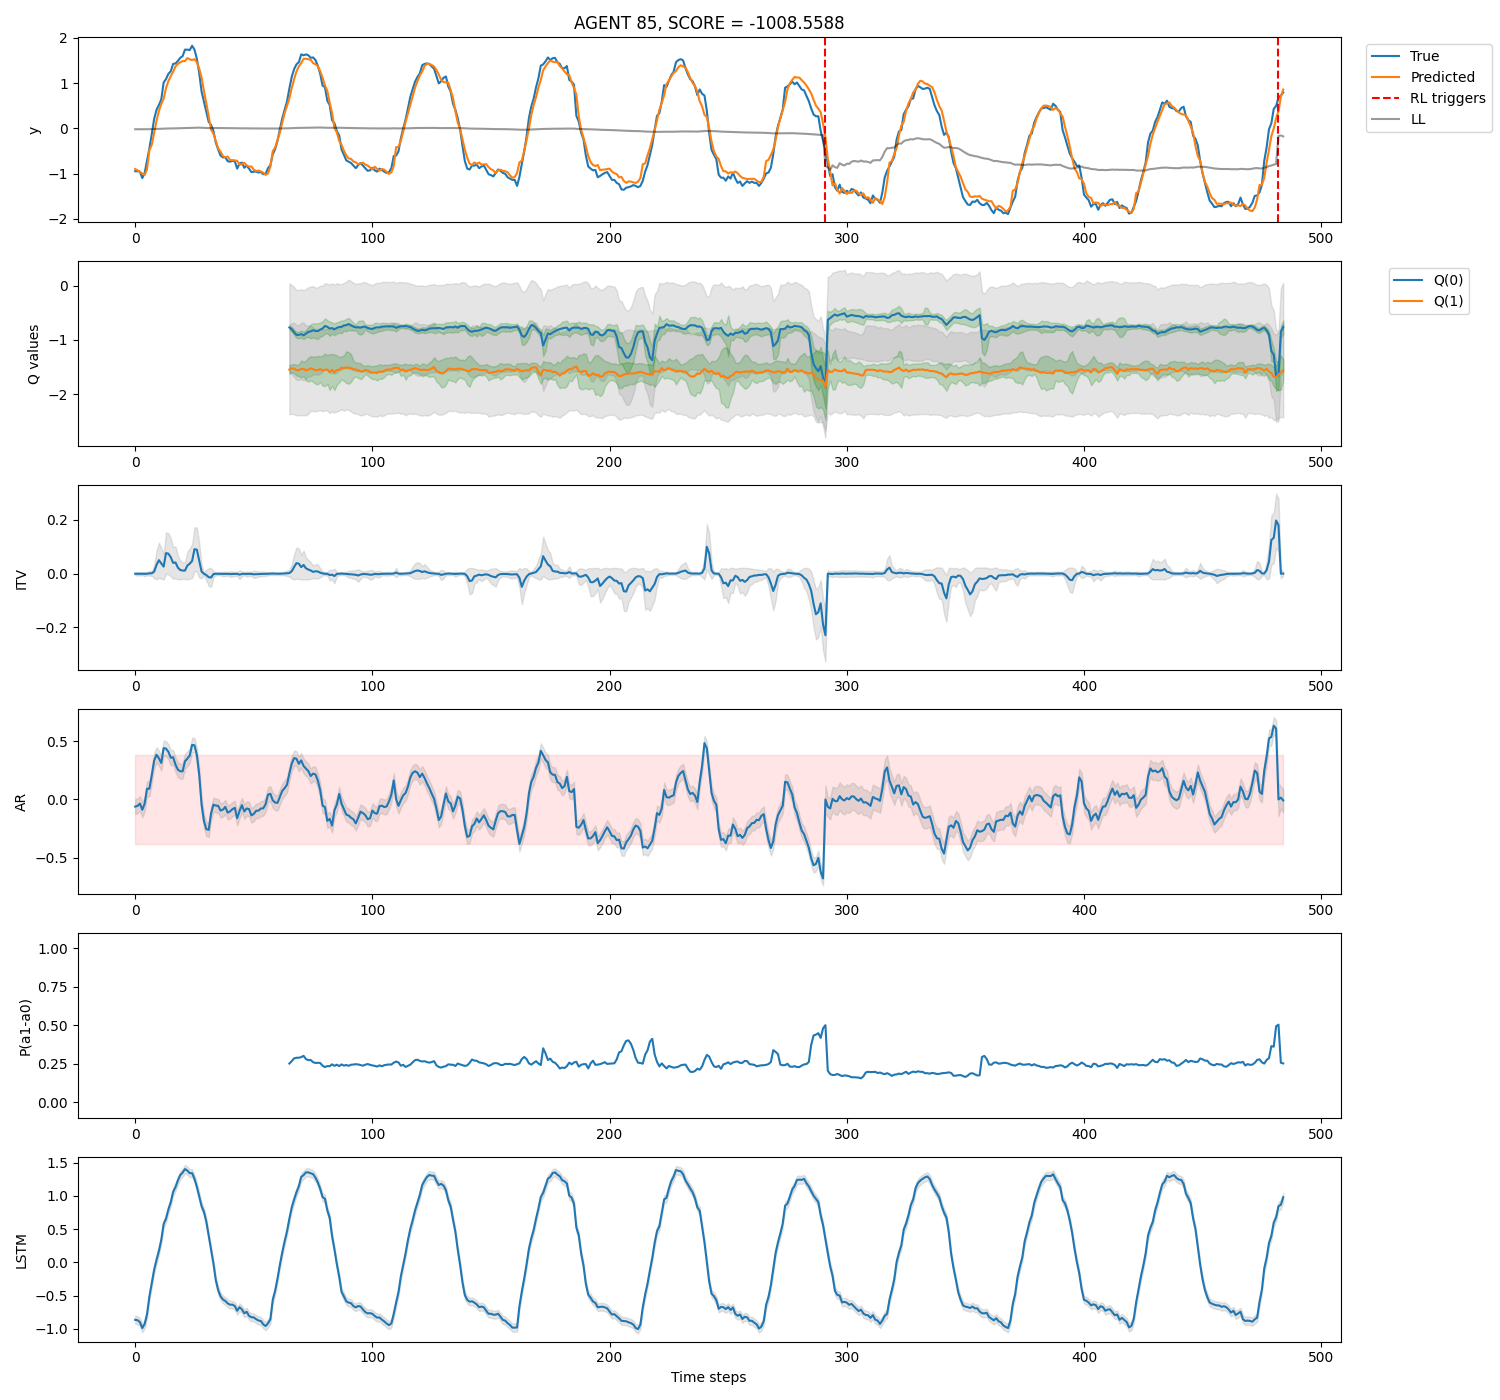 AGENT 85, SCORE = -1008.5588
y
2
1
0
−1
−2
0 100 200 300 400 500
True
Predicted
RL triggers
LL
Q values
0
−1
−2
0 100 200 300 400 500
Q(0)
Q(1)
ITV
0.2
0.0
−0.2
0 100 200 300 400 500
AR
0.5
0.0
−0.5
0 100 200 300 400 500
P(a1-a0)
1.00
0.75
0.50
0.25
0.00
0 100 200 300 400 500
LSTM
1.5
1.0
0.5
0.0
−0.5
−1.0
0 100 200 300 400 500
Time steps